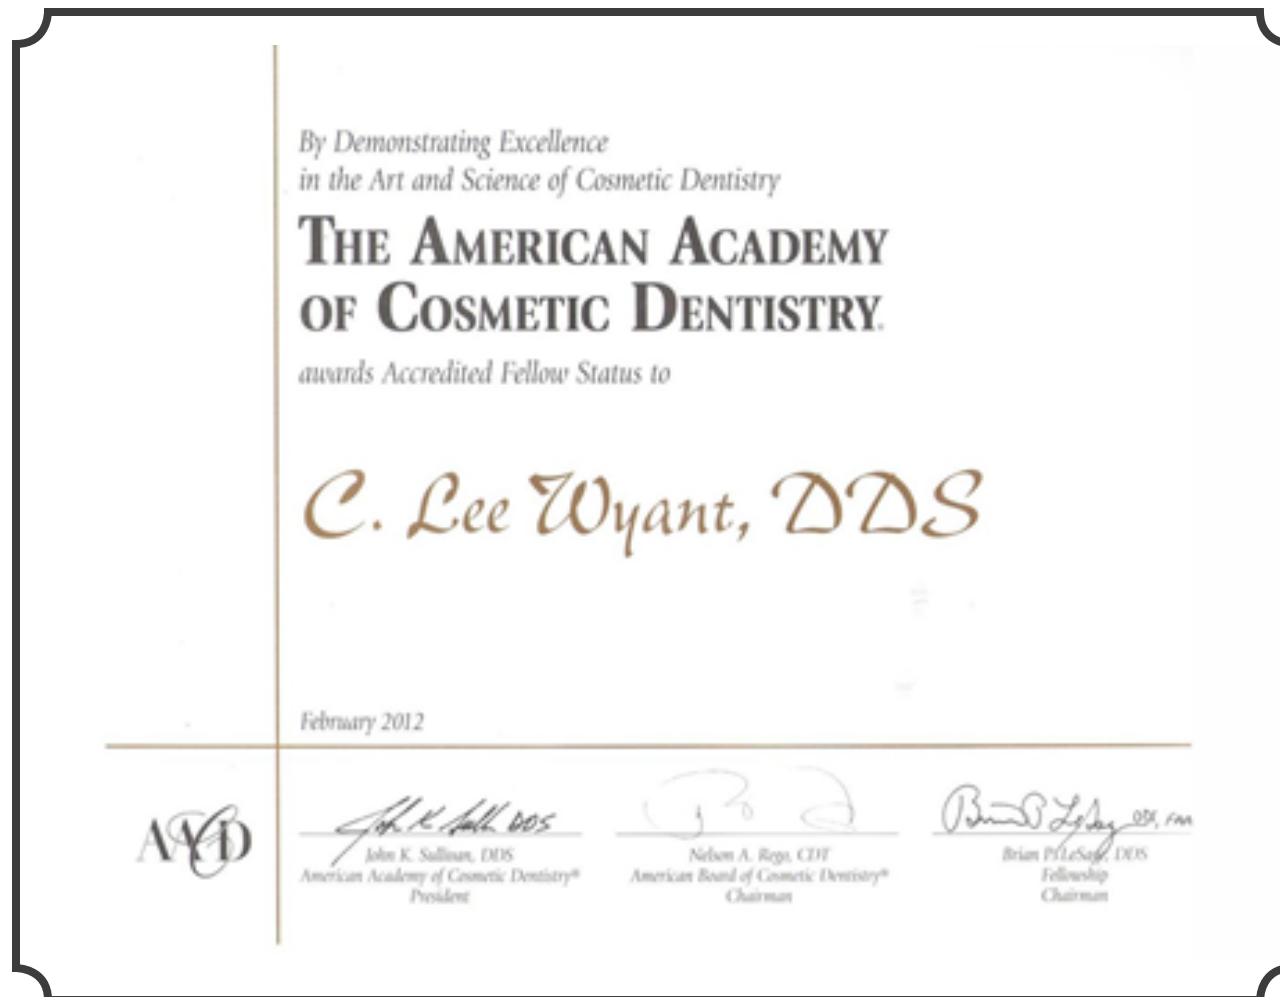 By Demonstrating Excellence
in the Art and Science of Cosmetic Dentistry
THE AMERICAN ACADEMY
OF COSMETIC DENTISTRY®
awards Accredited Fellow Status to
C. Lee Wyant, DDS
February 2012
AACD
John K. Sullivan, DDS
American Academy of Cosmetic Dentistry®
President
Nelson A. Rego, CDT
American Board of Cosmetic Dentistry®
Chairman
Brian P. LeSage, DDS
Fellowship
Chairman